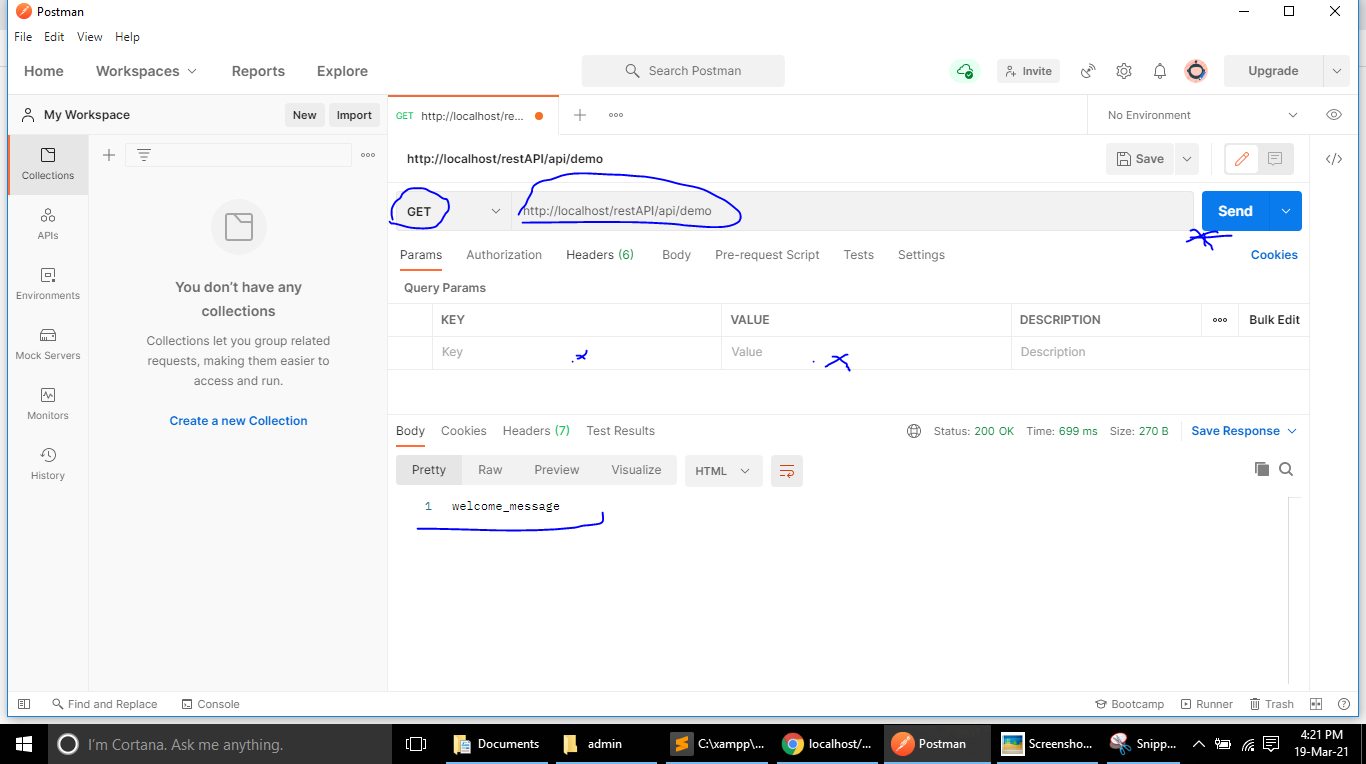 Postman
File Edit View Help
Home Workspaces Reports Explore Search Postman Invite Upgrade
My Workspace New Import GET http://localhost/re... No Environment
http://localhost/restAPI/api/demo Save
Collections
GET http://localhost/restAPI/api/demo Send
APIs
Params Authorization Headers (6) Body Pre-request Script Tests Settings Cookies
Environments
Query Params
You don't have any
collections
KEY VALUE DESCRIPTION Bulk Edit
Collections let you group related
requests, making them easier to
access and run.
Mock Servers
Key Value Description
Monitors
Create a new Collection
Body Cookies Headers (7) Test Results Status: 200 OK Time: 699 ms Size: 270 B Save Response
History
Pretty Raw Preview Visualize HTML
1 welcome_message
Find and Replace Console Bootcamp Runner Trash
I'm Cortana. Ask me anything. Documents admin C:\xampp\... localhost/... Postman Screensho... Snipp...
4:21 PM
19-Mar-21